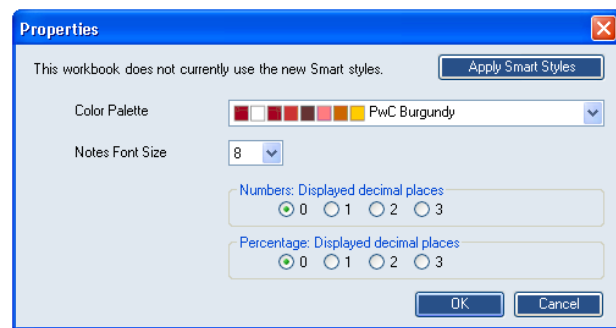 Properties
This workbook does not currently use the new Smart styles. Apply Smart Styles
Color Palette PwC Burgundy
Notes Font Size 8
Numbers: Displayed decimal places
0 1 2 3
Percentage: Displayed decimal places
0 1 2 3
OK Cancel